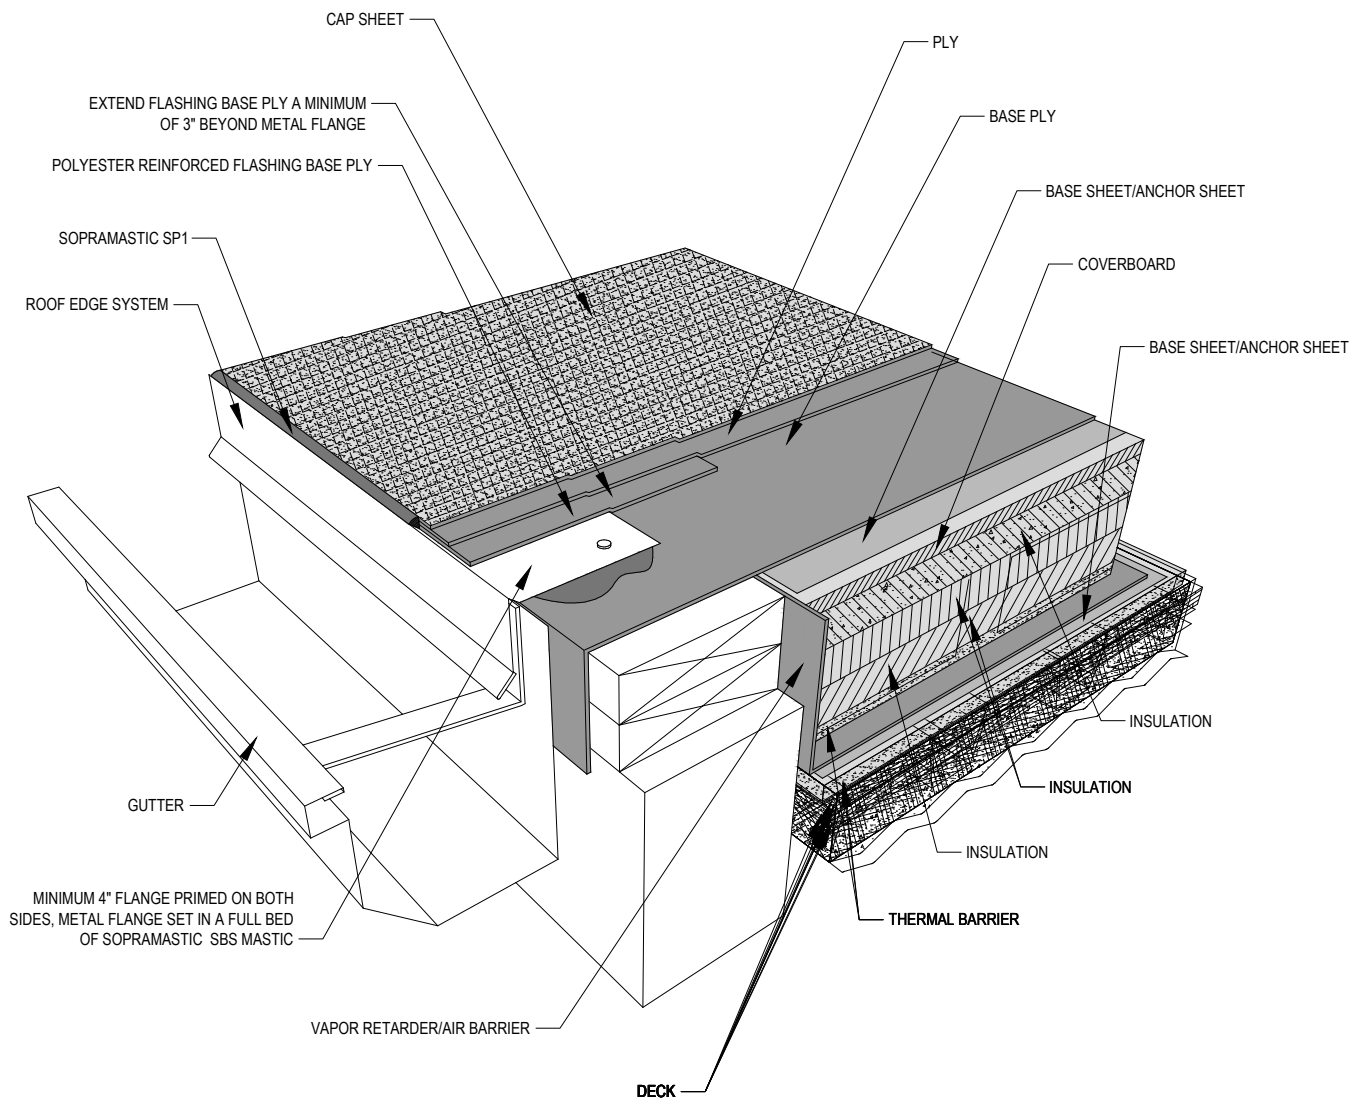 CAP SHEET
PLY
EXTEND FLASHING BASE PLY A MINIMUM
OF 3" BEYOND METAL FLANGE
BASE PLY
POLYESTER REINFORCED FLASHING BASE PLY
BASE SHEET/ANCHOR SHEET
SOPRAMASTIC SP1
COVERBOARD
ROOF EDGE SYSTEM
BASE SHEET/ANCHOR SHEET
INSULATION
INSULATION
GUTTER
INSULATION
MINIMUM 4" FLANGE PRIMED ON BOTH
SIDES, METAL FLANGE SET IN A FULL BED
OF SOPRAMASTIC SBS MASTIC
THERMAL BARRIER
VAPOR RETARDER/AIR BARRIER
DECK